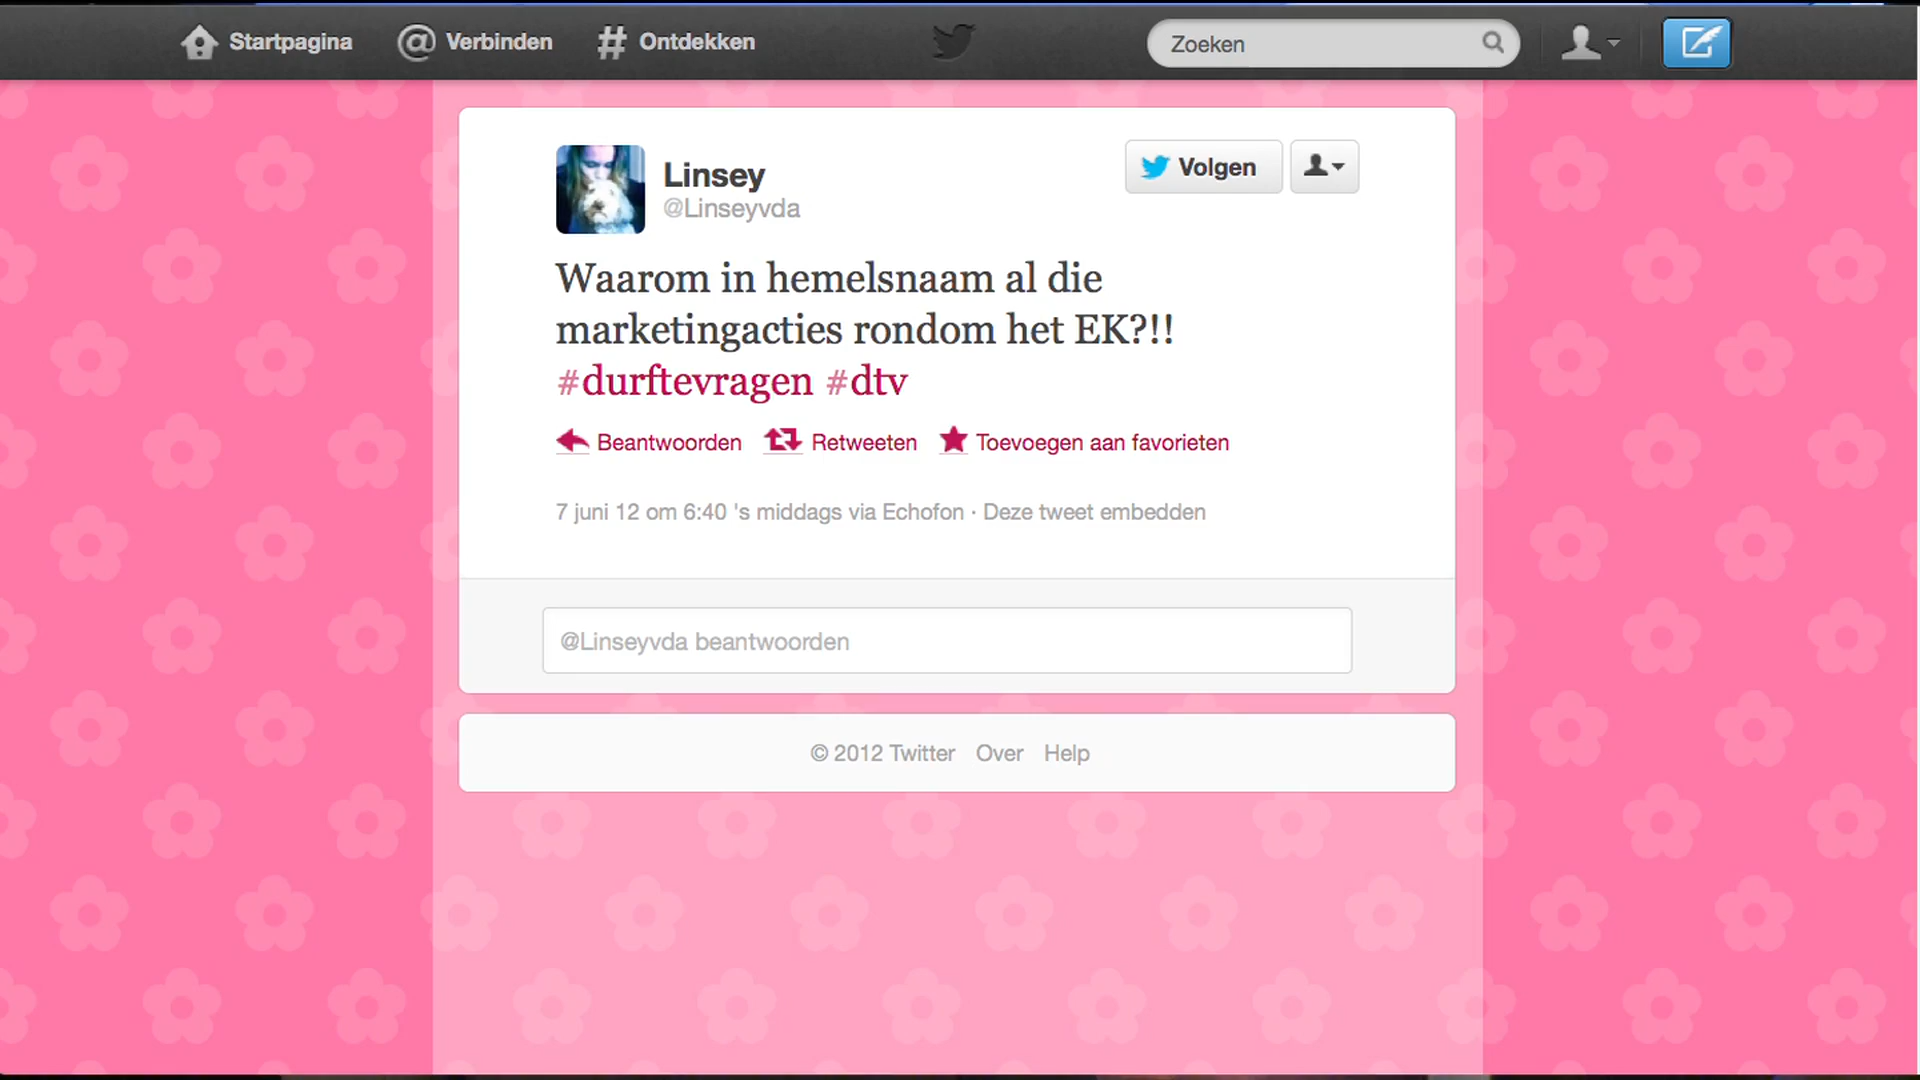 Startpagina @ Verbinden # Ontdekken Zoeken
Linsey Volgen
@Linseyvda
Waarom in hemelsnaam al die
marketingacties rondom het EK?!!
#durftevragen #dtv
Beantwoorden Retweeten Toevoegen aan favorieten
7 juni 12 om 6:40 's middags via Echofon · Deze tweet embedden
@Linseyvda beantwoorden
© 2012 Twitter Over Help